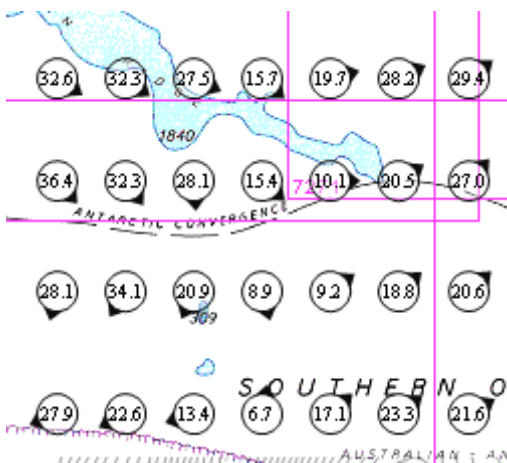 32.6 32.3 27.5 15.7 19.7 28.2 29.4
1840
36.4 32.3 28.1 15.4 10.1 20.5 27.0
ANTARCTIC CONVERGENCE
28.1 34.1 20.9 8.9 9.2 18.8 20.6
309
SOUTHERN O
27.9 22.6 13.4 6.7 17.1 23.3 21.6
AUSTRALIAN - AN